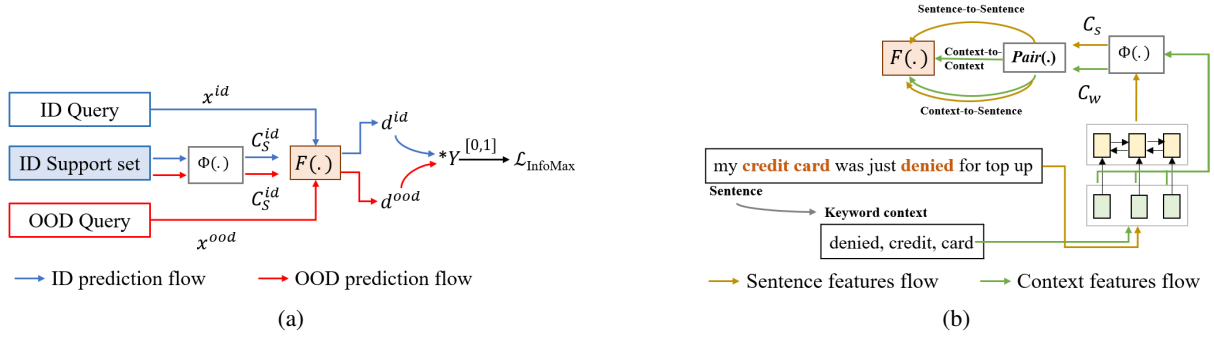 ID Query
x^{id}
ID Support set
Φ(.)
C_S^{id}
C_S^{id}
F(.)
d^{id}
d^{ood}
*Y
[0,1]
ℒ_{InfoMax}
OOD Query
x^{ood}
ID prediction flow
OOD prediction flow
(a)
Sentence-to-Sentence
F(.)
Context-to-
Context
Pair(.)
C_s
Φ(.)
C_w
Context-to-Sentence
my credit card was just denied for top up
Sentence
Keyword context
denied, credit, card
Sentence features flow
Context features flow
(b)